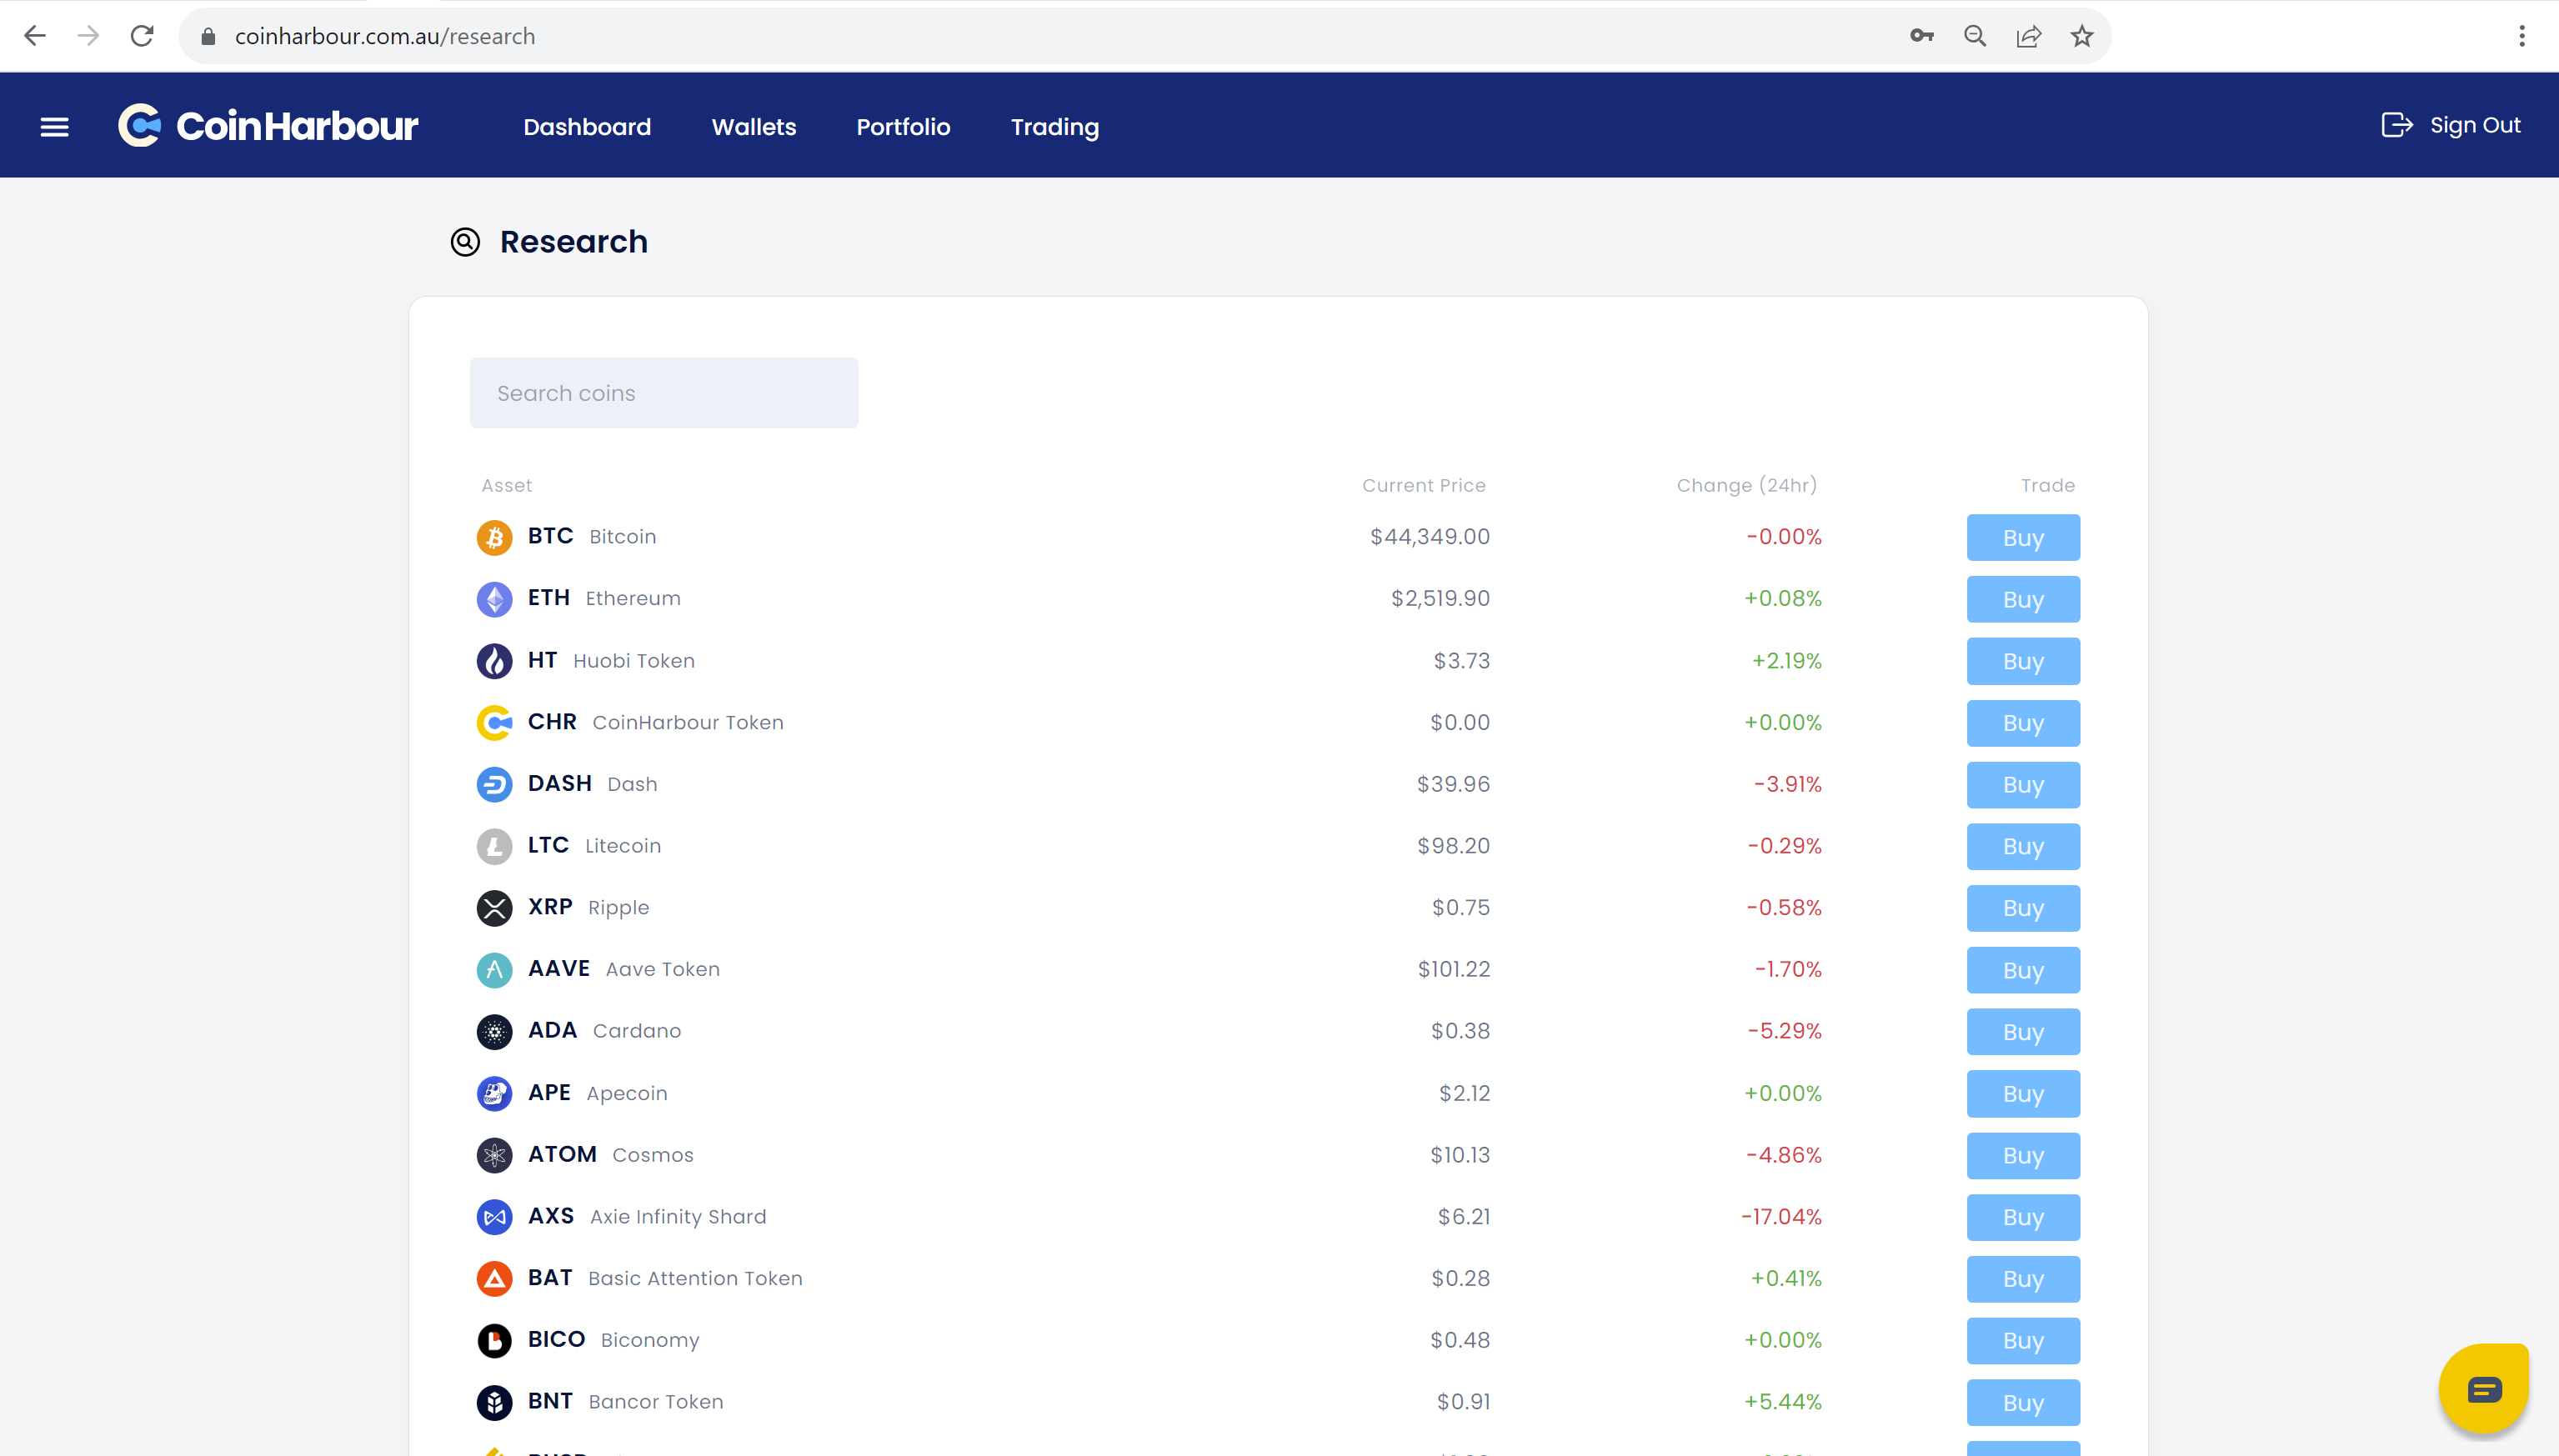 coinharbour.com.au/research
CoinHarbour Dashboard Wallets Portfolio Trading Sign Out
Research
Search coins
Asset Current Price Change (24hr) Trade
BTC Bitcoin $44,349.00 -0.00% Buy
ETH Ethereum $2,519.90 +0.08% Buy
HT Huobi Token $3.73 +2.19% Buy
CHR CoinHarbour Token $0.00 +0.00% Buy
DASH Dash $39.96 -3.91% Buy
LTC Litecoin $98.20 -0.29% Buy
XRP Ripple $0.75 -0.58% Buy
AAVE Aave Token $101.22 -1.70% Buy
ADA Cardano $0.38 -5.29% Buy
APE Apecoin $2.12 +0.00% Buy
ATOM Cosmos $10.13 -4.86% Buy
AXS Axie Infinity Shard $6.21 -17.04% Buy
BAT Basic Attention Token $0.28 +0.41% Buy
BICO Biconomy $0.48 +0.00% Buy
BNT Bancor Token $0.91 +5.44% Buy